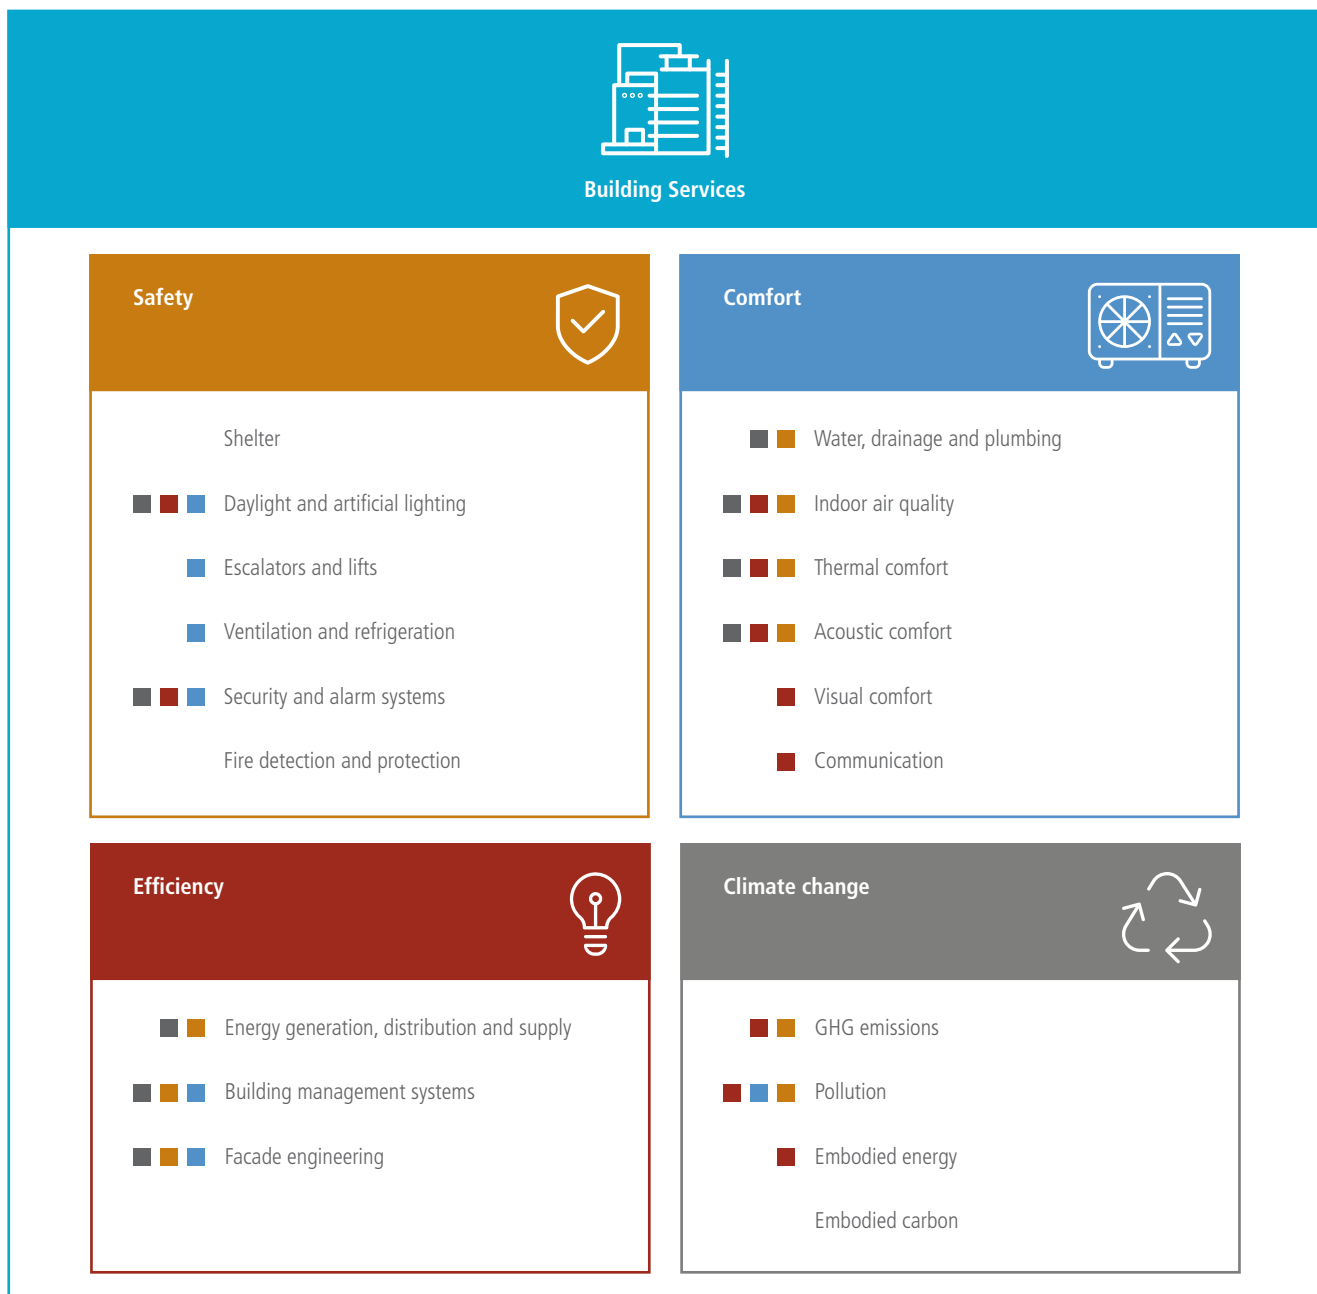 Building Services
Safety
Shelter
Daylight and artificial lighting
Escalators and lifts
Ventilation and refrigeration
Security and alarm systems
Fire detection and protection
Comfort
Water, drainage and plumbing
Indoor air quality
Thermal comfort
Acoustic comfort
Visual comfort
Communication
Efficiency
Energy generation, distribution and supply
Building management systems
Facade engineering
Climate change
GHG emissions
Pollution
Embodied energy
Embodied carbon